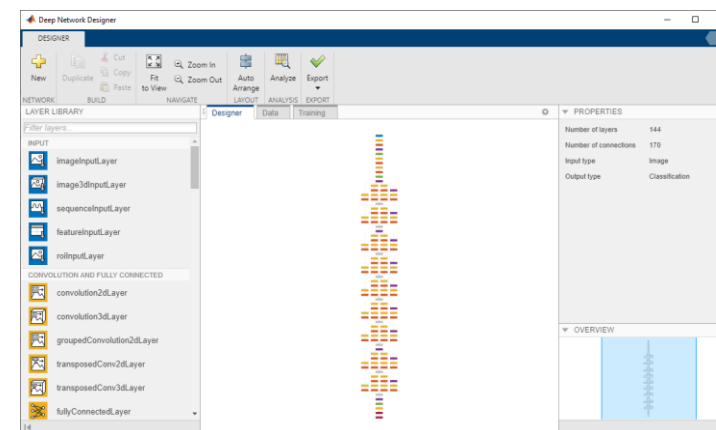 Deep Network Designer
DESIGNER
New
Duplicate
Cut
Copy
Paste
Fit
to View
Zoom In
Zoom Out
Auto
Arrange
Analyze
Export
NETWORK BUILD NAVIGATE LAYOUT ANALYSIS EXPORT
LAYER LIBRARY
Filter layers...
INPUT
imageInputLayer
image3dInputLayer
sequenceInputLayer
featureInputLayer
roiInputLayer
CONVOLUTION AND FULLY CONNECTED
convolution2dLayer
convolution3dLayer
groupedConvolution2dLayer
transposedConv2dLayer
transposedConv3dLayer
fullyConnectedLayer
Designer Data Training
PROPERTIES
Number of layers 144
Number of connections 170
Input type Image
Output type Classification
OVERVIEW